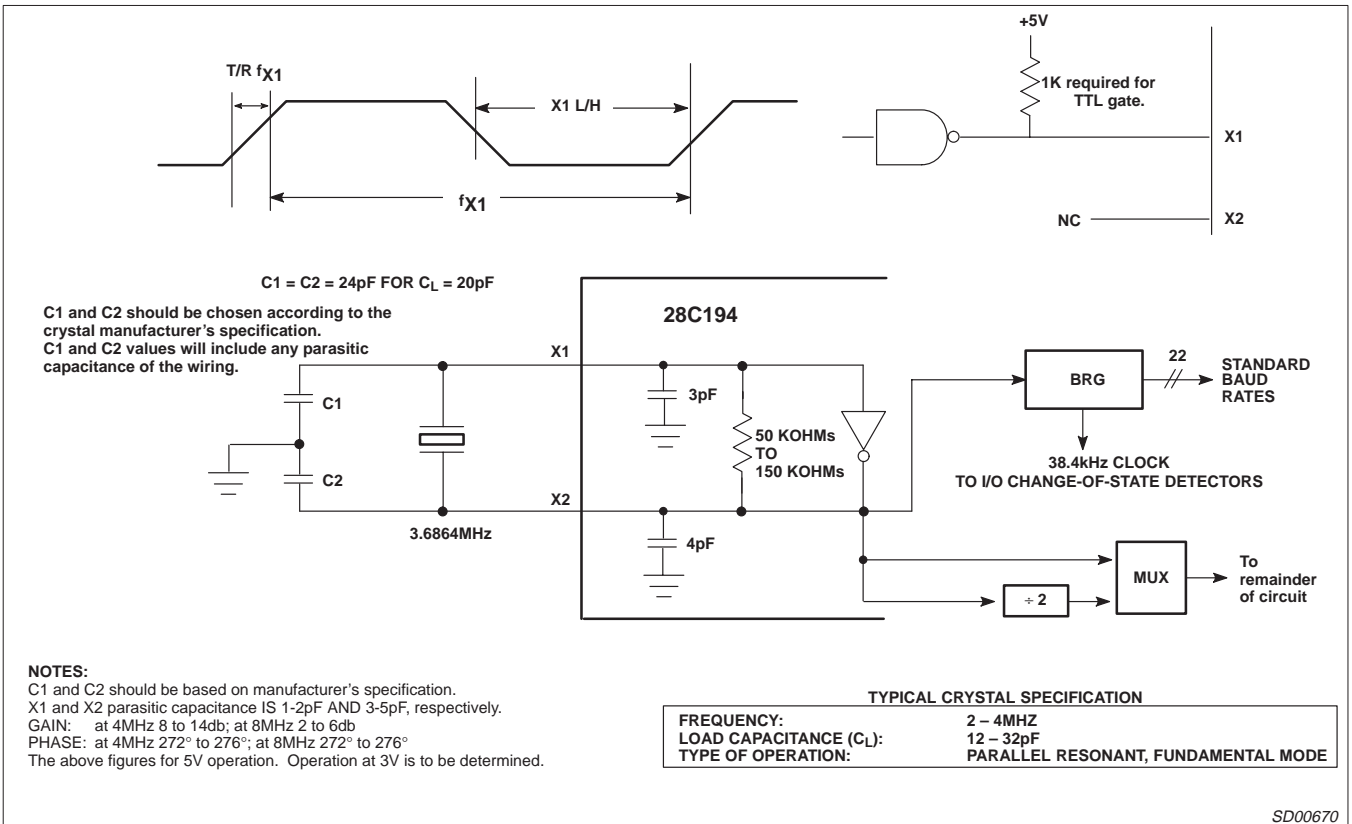 T/R fX1
X1 L/H
fX1
+5V
1K required for
TTL gate.
X1
NC
X2
C1 = C2 = 24pF FOR CL = 20pF
C1 and C2 should be chosen according to the
crystal manufacturer's specification.
C1 and C2 values will include any parasitic
capacitance of the wiring.
28C194
X1
C1
C2
3.6864MHz
X2
3pF
50 KOHMs
TO
150 KOHMs
4pF
BRG
22
STANDARD
BAUD
RATES
38.4kHz CLOCK
TO I/O CHANGE-OF-STATE DETECTORS
÷ 2
MUX
To
remainder
of circuit
NOTES:
C1 and C2 should be based on manufacturer's specification.
X1 and X2 parasitic capacitance IS 1-2pF AND 3-5pF, respectively.
GAIN: at 4MHz 8 to 14db; at 8MHz 2 to 6db
PHASE: at 4MHz 272° to 276°; at 8MHz 272° to 276°
The above figures for 5V operation. Operation at 3V is to be determined.
TYPICAL CRYSTAL SPECIFICATION
FREQUENCY: 2 – 4MHZ
LOAD CAPACITANCE (CL): 12 – 32pF
TYPE OF OPERATION: PARALLEL RESONANT, FUNDAMENTAL MODE
SD00670